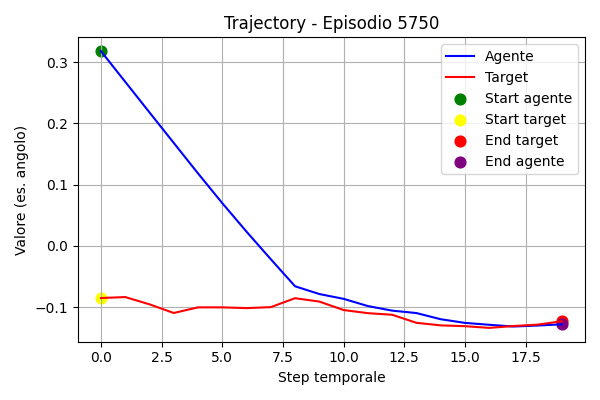 Trajectory - Episodio 5750
Agente
Target
Start agente
Start target
End target
End agente
Valore (es. angolo)
0.3
0.2
0.1
0.0
−0.1
0.0
2.5
5.0
7.5
10.0
12.5
15.0
17.5
Step temporale